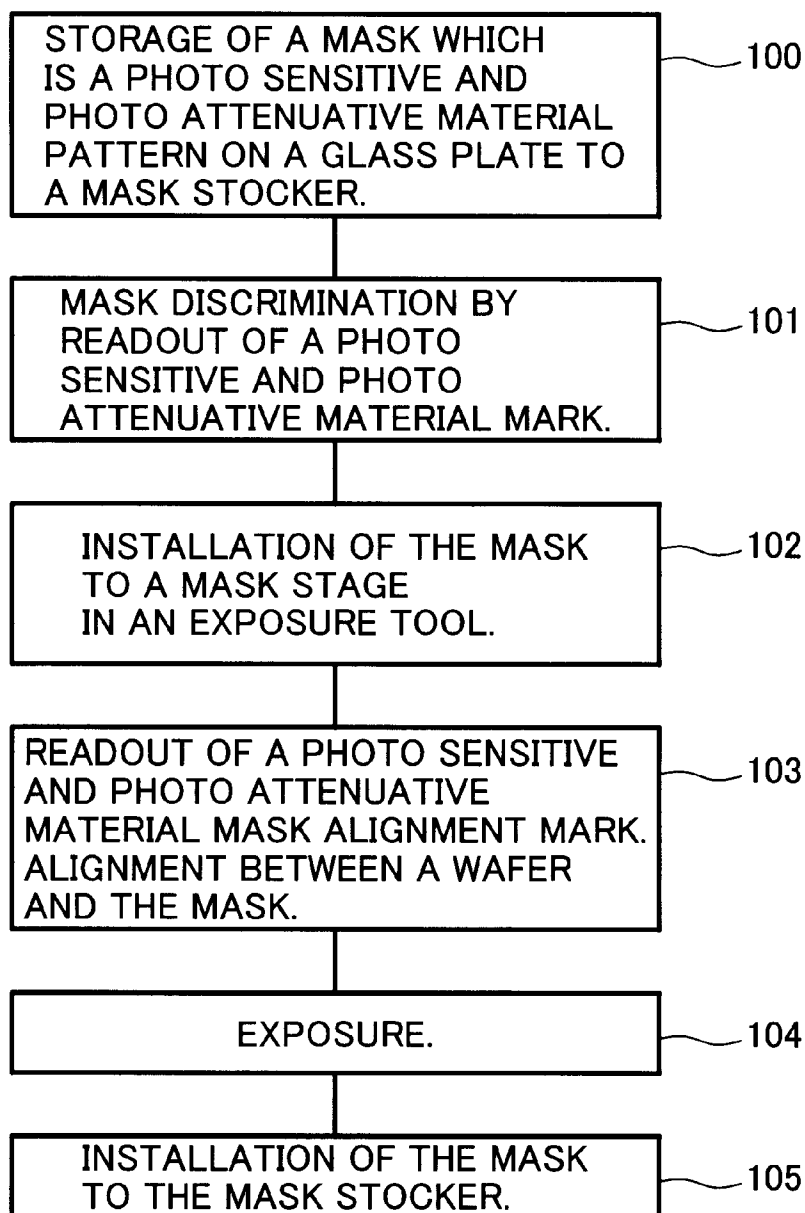 STORAGE OF A MASK WHICH
IS A PHOTO SENSITIVE AND
PHOTO ATTENUATIVE MATERIAL
PATTERN ON A GLASS PLATE TO
A MASK STOCKER.
100
MASK DISCRIMINATION BY
READOUT OF A PHOTO
SENSITIVE AND PHOTO
ATTENUATIVE MATERIAL MARK.
101
INSTALLATION OF THE MASK
TO A MASK STAGE
IN AN EXPOSURE TOOL.
102
READOUT OF A PHOTO SENSITIVE
AND PHOTO ATTENUATIVE
MATERIAL MASK ALIGNMENT MARK.
ALIGNMENT BETWEEN A WAFER
AND THE MASK.
103
EXPOSURE.
104
INSTALLATION OF THE MASK
TO THE MASK STOCKER.
105